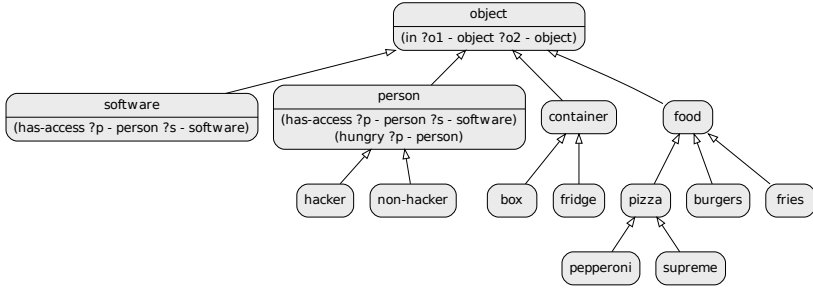 object
(in ?o1 - object ?o2 - object)
software
(has-access ?p - person ?s - software)
person
(has-access ?p - person ?s - software)
(hungry ?p - person)
container
food
hacker
non-hacker
box
fridge
pizza
burgers
fries
pepperoni
supreme